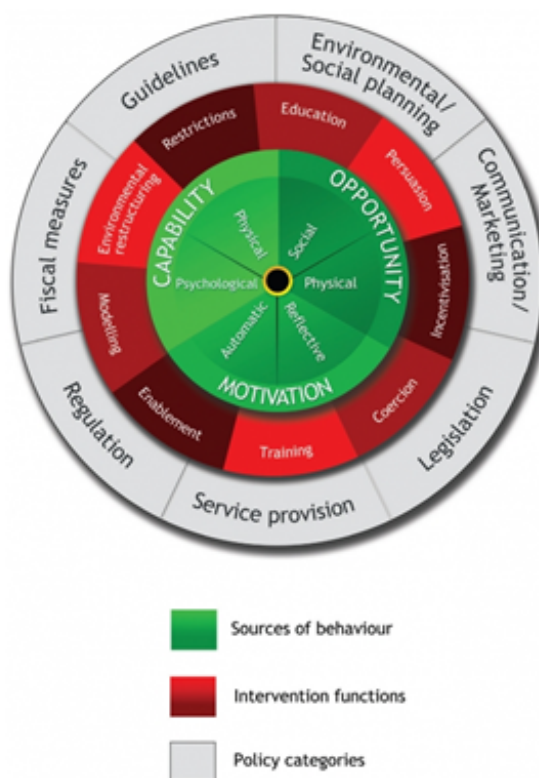 Environmental/
Social planning
Communication/
Marketing
Legislation
Service provision
Regulation
Fiscal measures
Guidelines
Education
Persuasion
Incentivisation
Coercion
Training
Enablement
Modelling
Environmental
restructuring
Restrictions
CAPABILITY
OPPORTUNITY
MOTIVATION
Physical
Social
Physical
Reflective
Automatic
Psychological
Sources of behaviour
Intervention functions
Policy categories